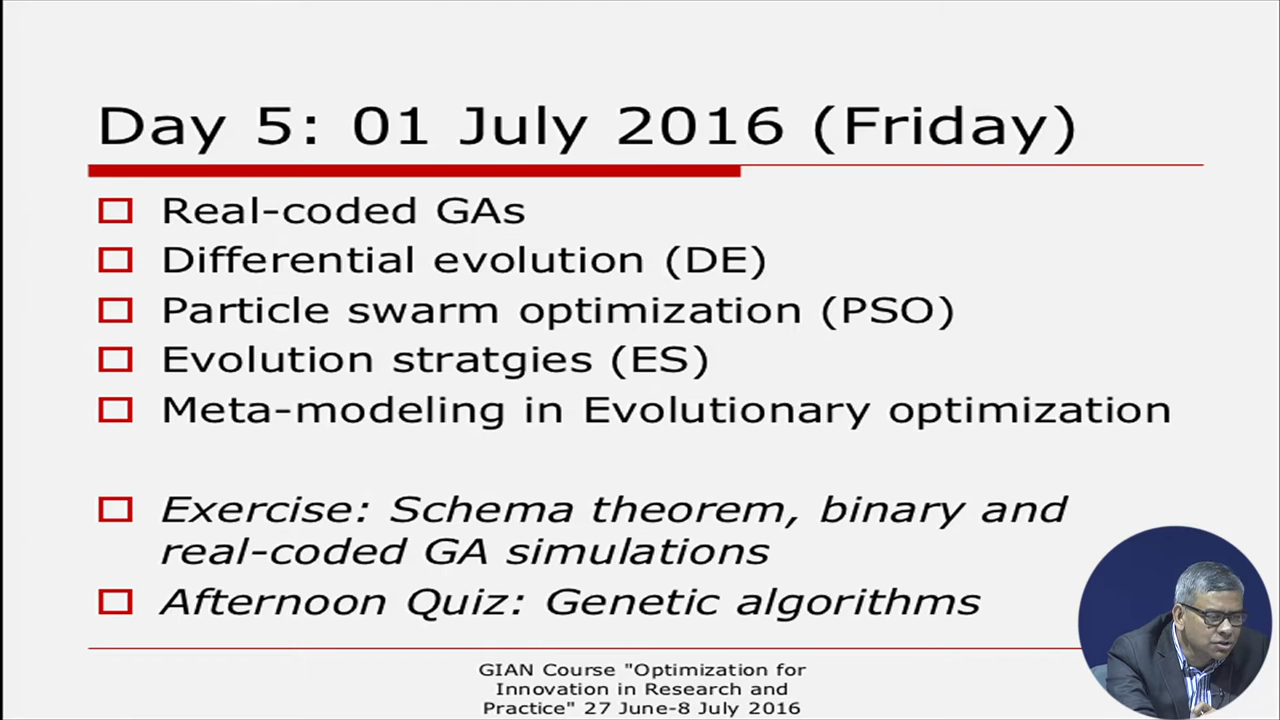 Day 5: 01 July 2016 (Friday)
Real-coded GAs
Differential evolution (DE)
Particle swarm optimization (PSO)
Evolution stratgies (ES)
Meta-modeling in Evolutionary optimization
Exercise: Schema theorem, binary and
real-coded GA simulations
Afternoon Quiz: Genetic algorithms
GIAN Course "Optimization for
Innovation in Research and
Practice" 27 June-8 July 2016